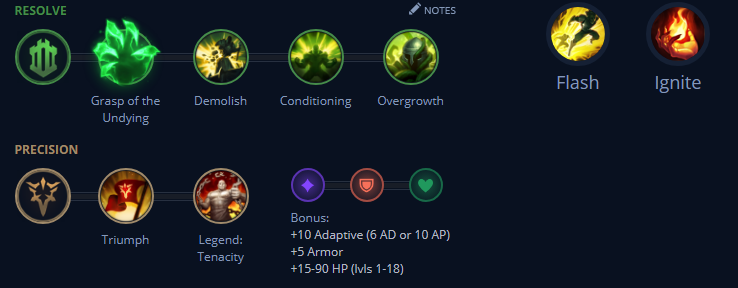 RESOLVE
NOTES
Flash
Ignite
Grasp of the
Undying
Demolish
Conditioning
Overgrowth
PRECISION
Triumph
Legend:
Tenacity
Bonus:
+10 Adaptive (6 AD or 10 AP)
+5 Armor
+15-90 HP (lvls 1-18)